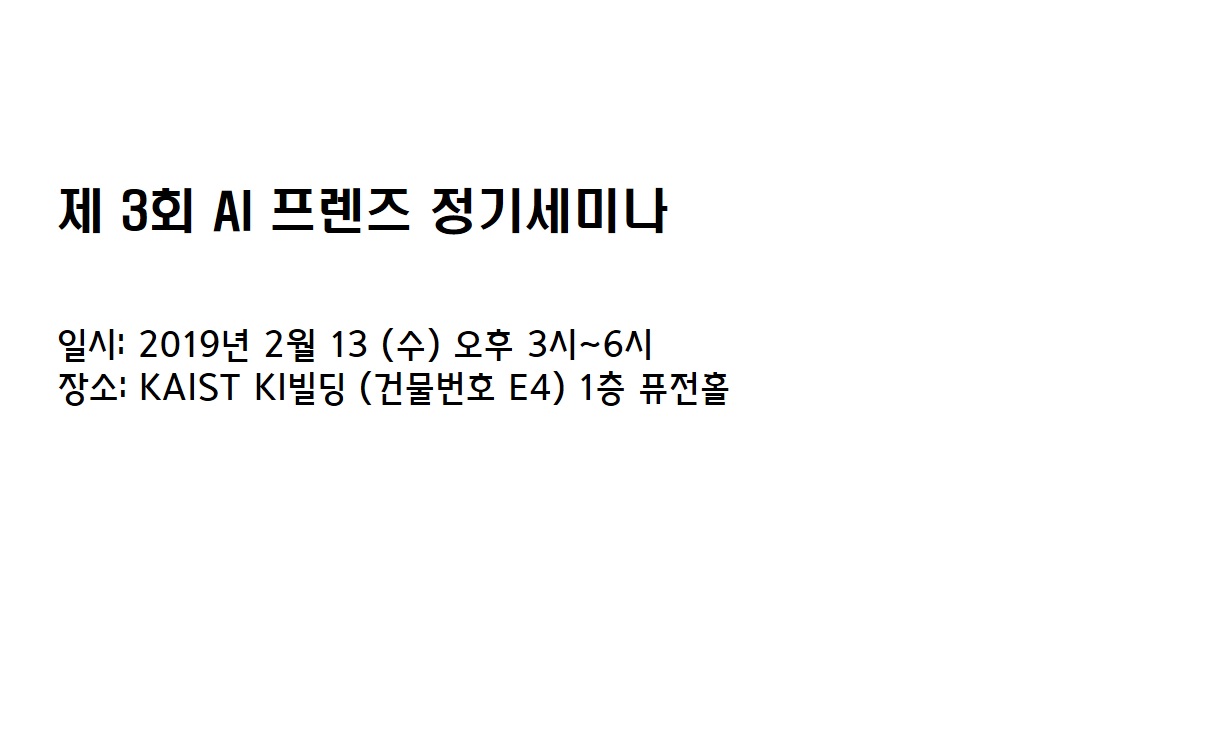 제 3회 AI 프렌즈 정기세미나
일시: 2019년 2월 13 (수) 오후 3시~6시
장소: KAIST KI빌딩 (건물번호 E4) 1층 퓨전홀